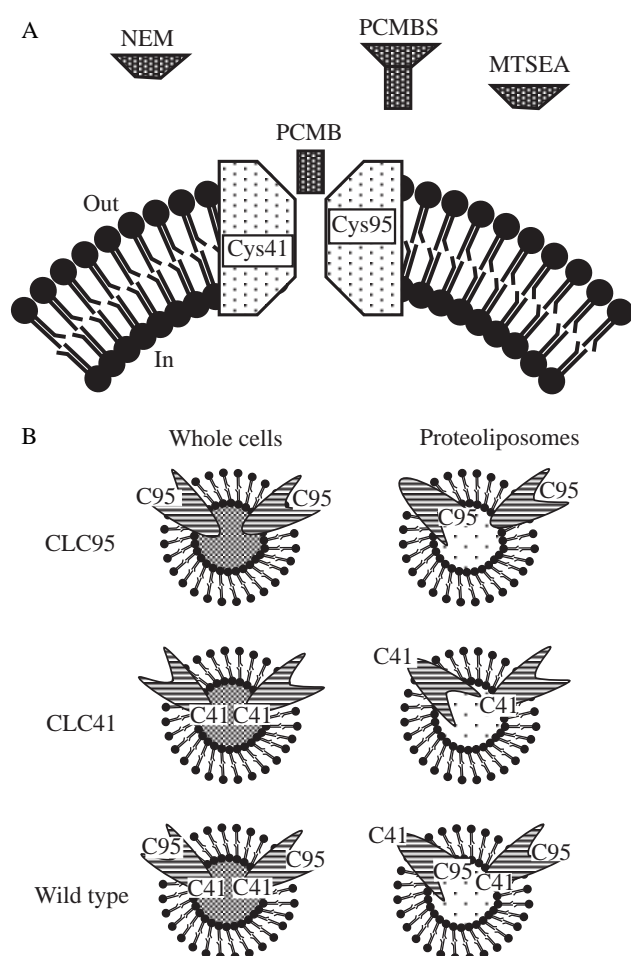 A
NEM
PCMBS
MTSEA
PCMB
Out
Cys41
Cys95
In
B
Whole cells
Proteoliposomes
CLC95
C95
C95
C95
C95
CLC41
C41
C41
C41
C41
Wild type
C95
C95
C41
C41
C41
C95
C95
C41